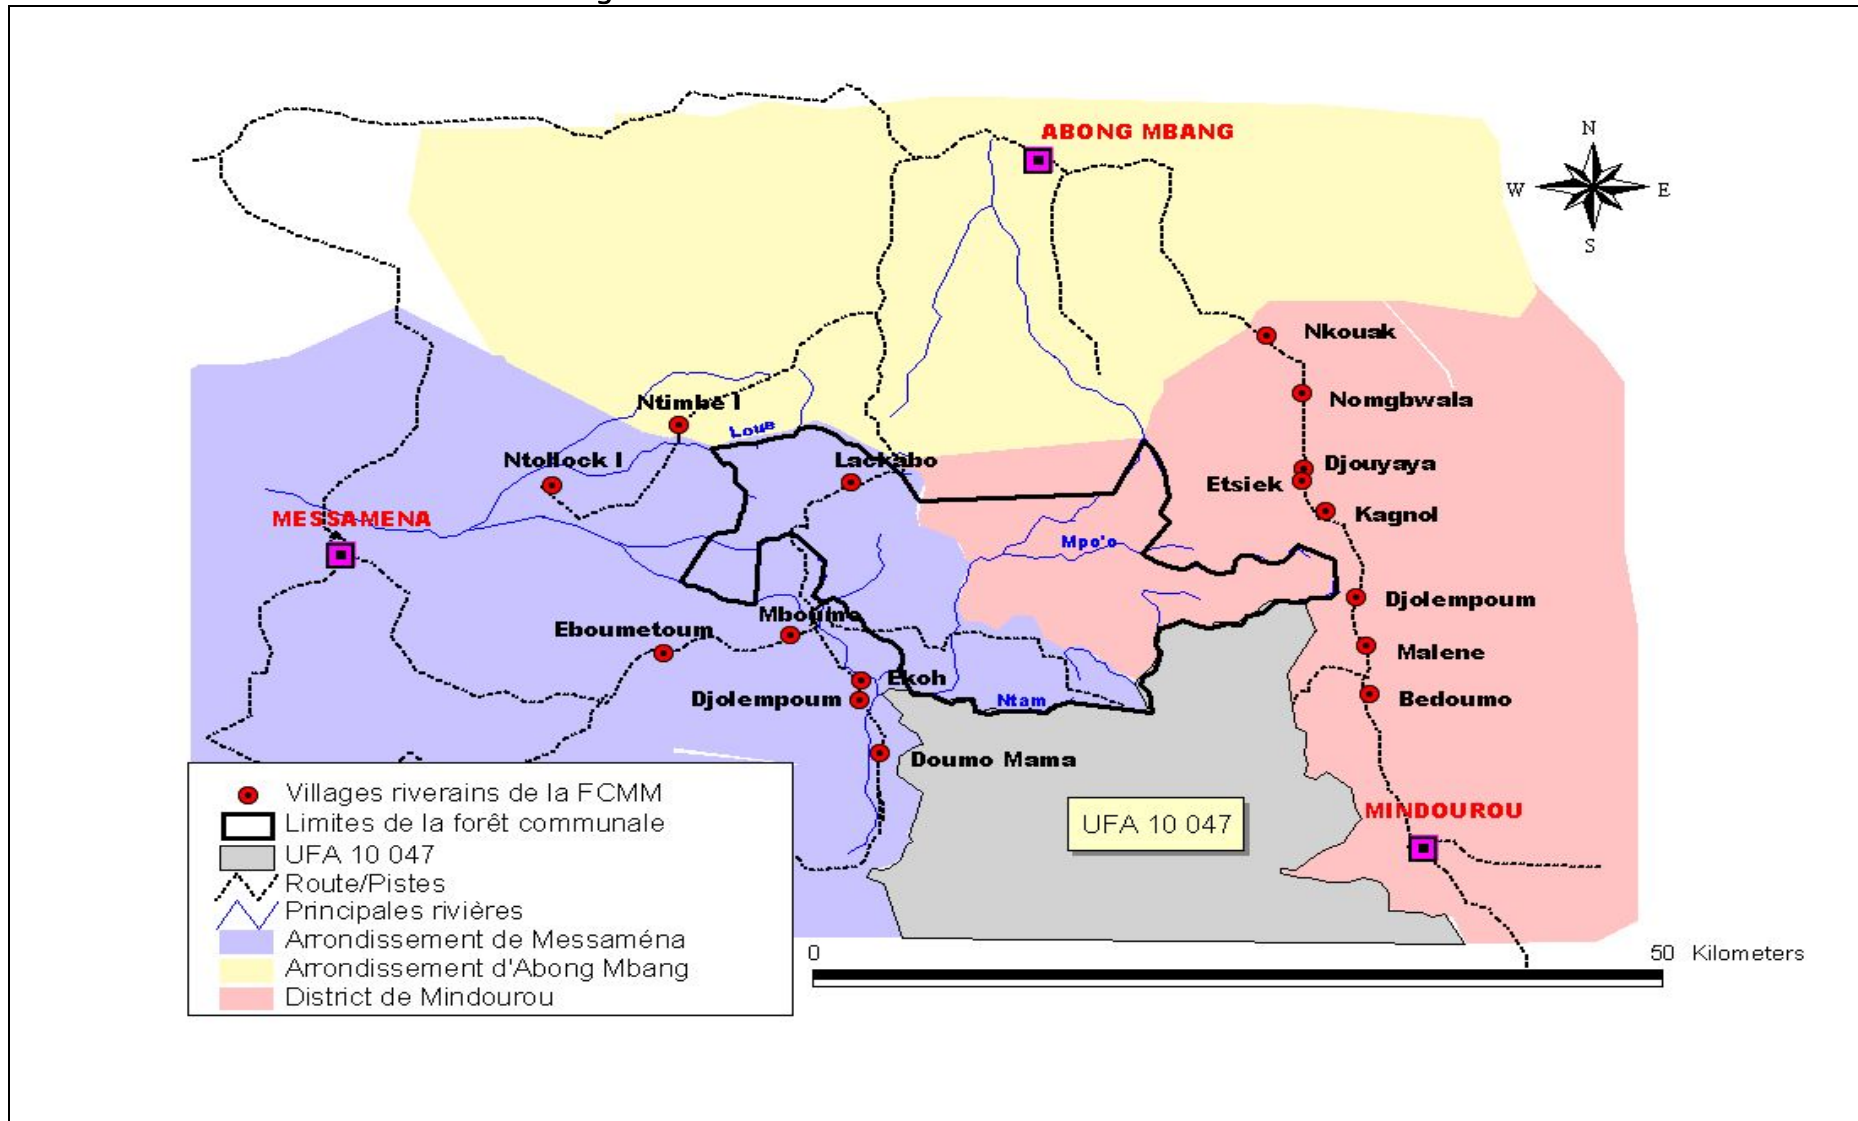 ABONG MBANG
N
W
E
S
Nkouak
Ntimbe I
Nomgbwala
Loue
Ntollock I
Lackabo
Djouyaya
Etsiek
MESSAMENA
Kagnol
Mpo'o
Djolempoum
Mboumo
Eboumetoum
Malene
Ekoh
Djolempoum
Ntam
Bedoumo
Doumo Mama
UFA 10 047
MINDOUROU
Villages riverains de la FCMM
Limites de la forêt communale
UFA 10 047
Route/Pistes
Principales rivières
Arrondissement de Messaména
Arrondissement d'Abong Mbang
District de Mindourou
0
50 Kilometers